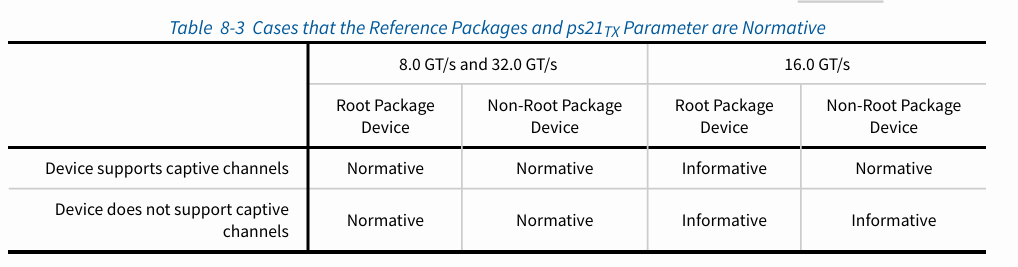 Table 8-3 Cases that the Reference Packages and ps21TX Parameter are Normative
8.0 GT/s and 32.0 GT/s 16.0 GT/s
Root Package Non-Root Package Root Package Non-Root Package
Device Device Device Device
Device supports captive channels Normative Normative Informative Normative
Device does not support captive
channels Normative Normative Informative Informative